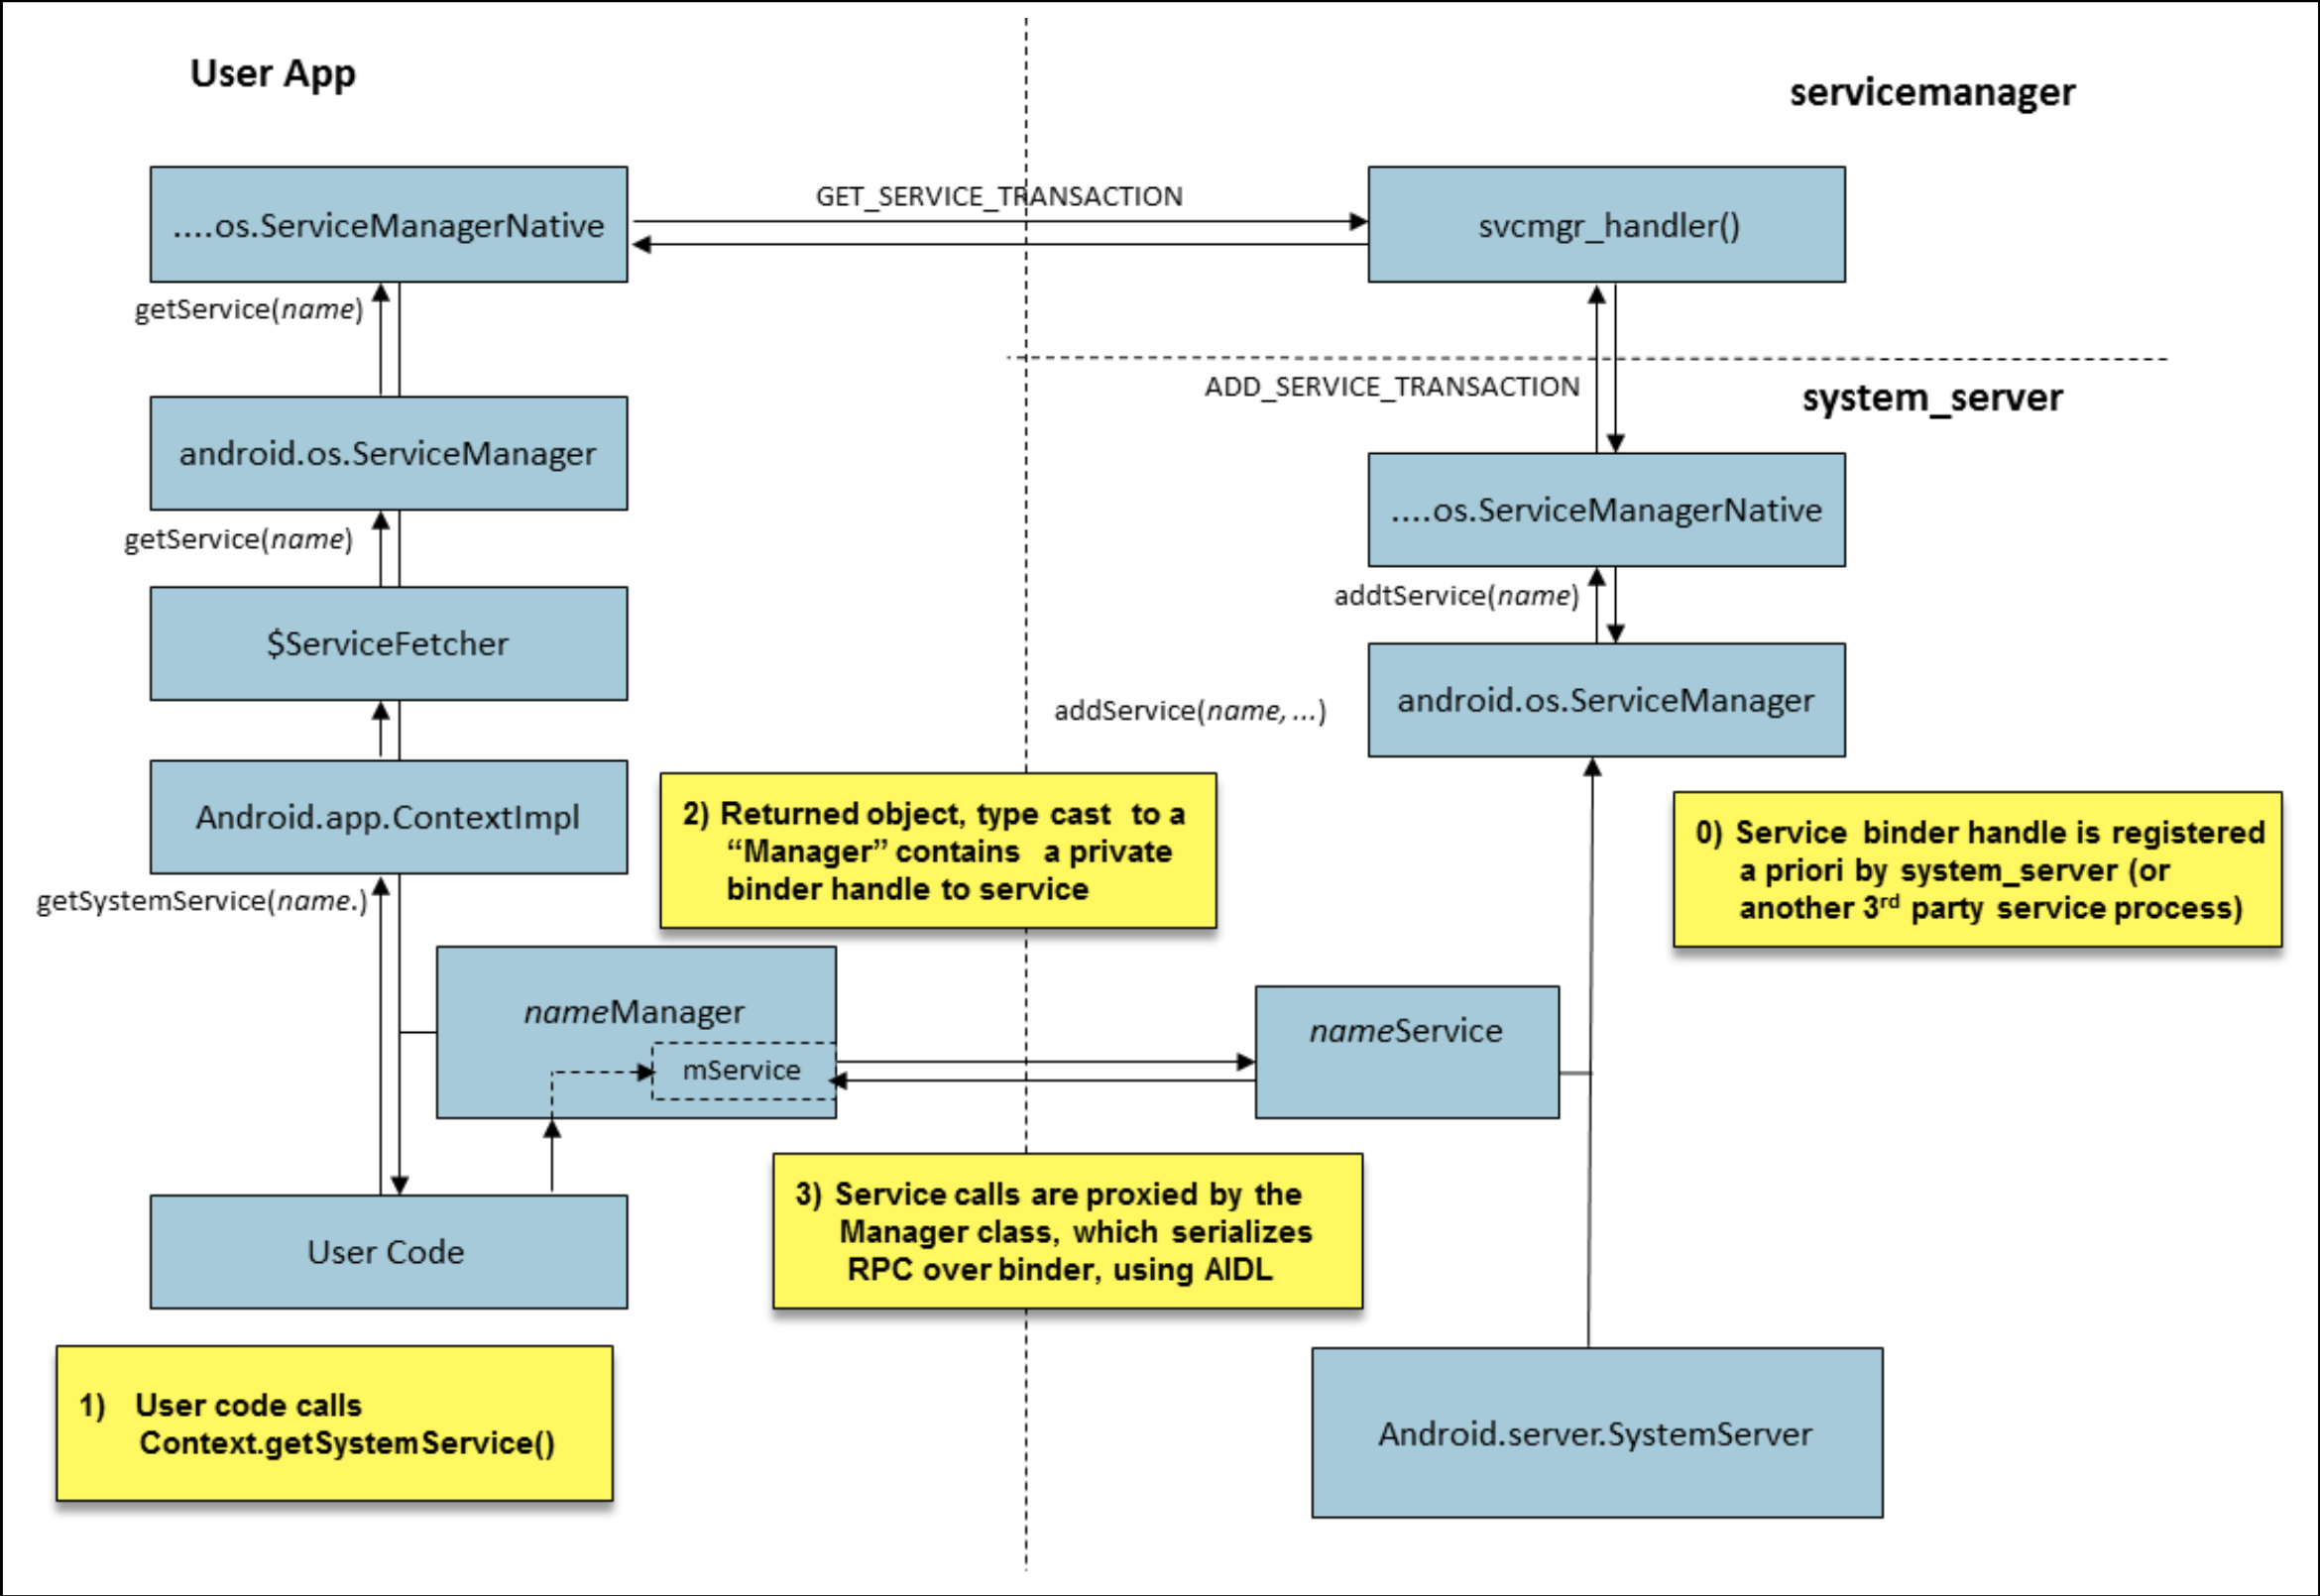 User App
servicemanager
....os.ServiceManagerNative
GET_SERVICE_TRANSACTION
svcmgr_handler()
getService(name)
ADD_SERVICE_TRANSACTION
system_server
android.os.ServiceManager
....os.ServiceManagerNative
getService(name)
addtService(name)
$ServiceFetcher
android.os.ServiceManager
addService(name, ...)
Android.app.ContextImpl
2) Returned object, type cast to a
“Manager” contains a private
binder handle to service
0) Service binder handle is registered
a priori by system_server (or
another 3rd party service process)
getSystemService(name.)
nameManager
mService
nameService
3) Service calls are proxied by the
Manager class, which serializes
RPC over binder, using AIDL
User Code
1) User code calls
Context.getSystemService()
Android.server.SystemServer